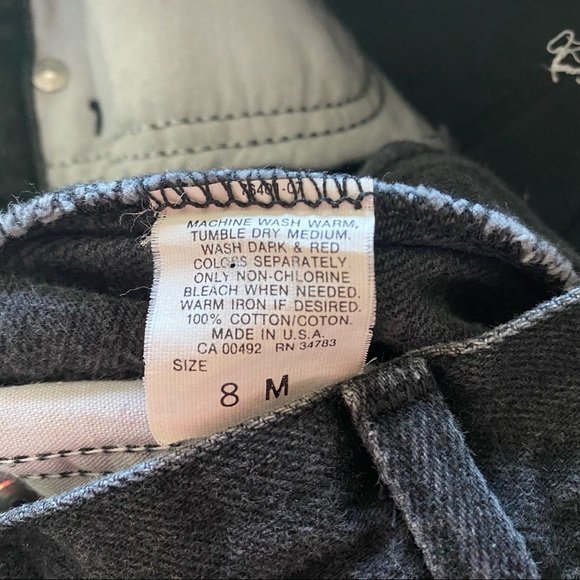 MACHINE WASH WARM,
TUMBLE DRY MEDIUM.
WASH DARK & RED
COLORS SEPARATELY
ONLY NON-CHLORINE
BLEACH WHEN NEEDED.
WARM IRON IF DESIRED.
100% COTTON/COTON.
MADE IN U.S.A.
CA 00492 RN 34783
SIZE
8 M